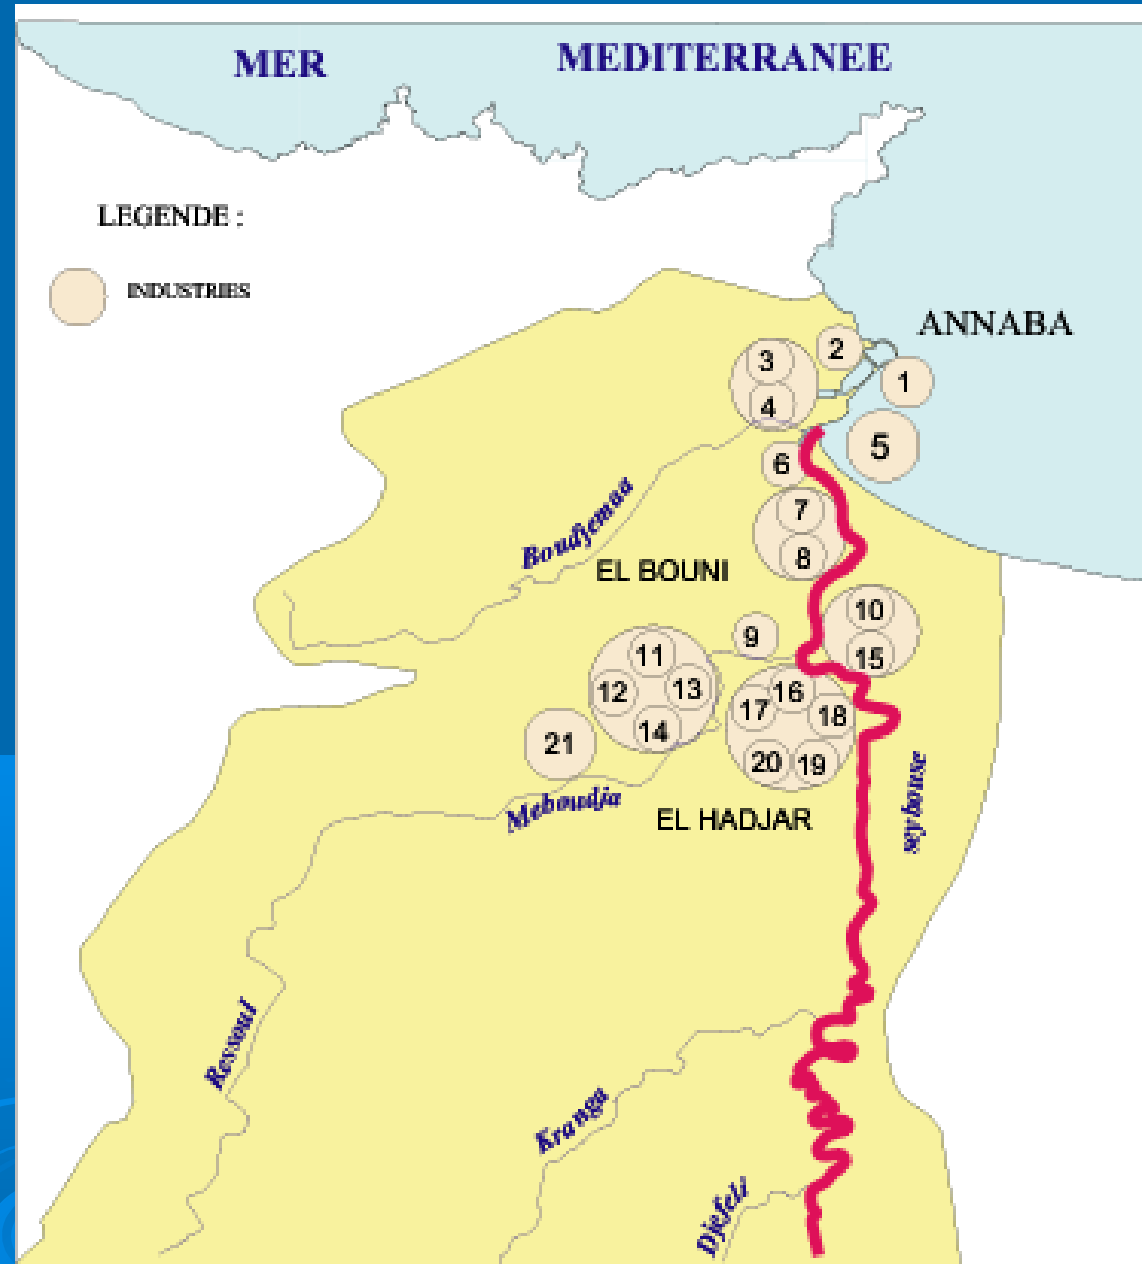 MER MEDITERRANEE
LEGENDE :
INDUSTRIES
ANNABA
2
3
1
4
5
6
7
Boudjemaa
8
EL BOUNI
10
9
11
15
12
13
16
17
18
14
21
20
19
Meboudja
seybouse
EL HADJAR
Ressoul
Kranga
Djefeli